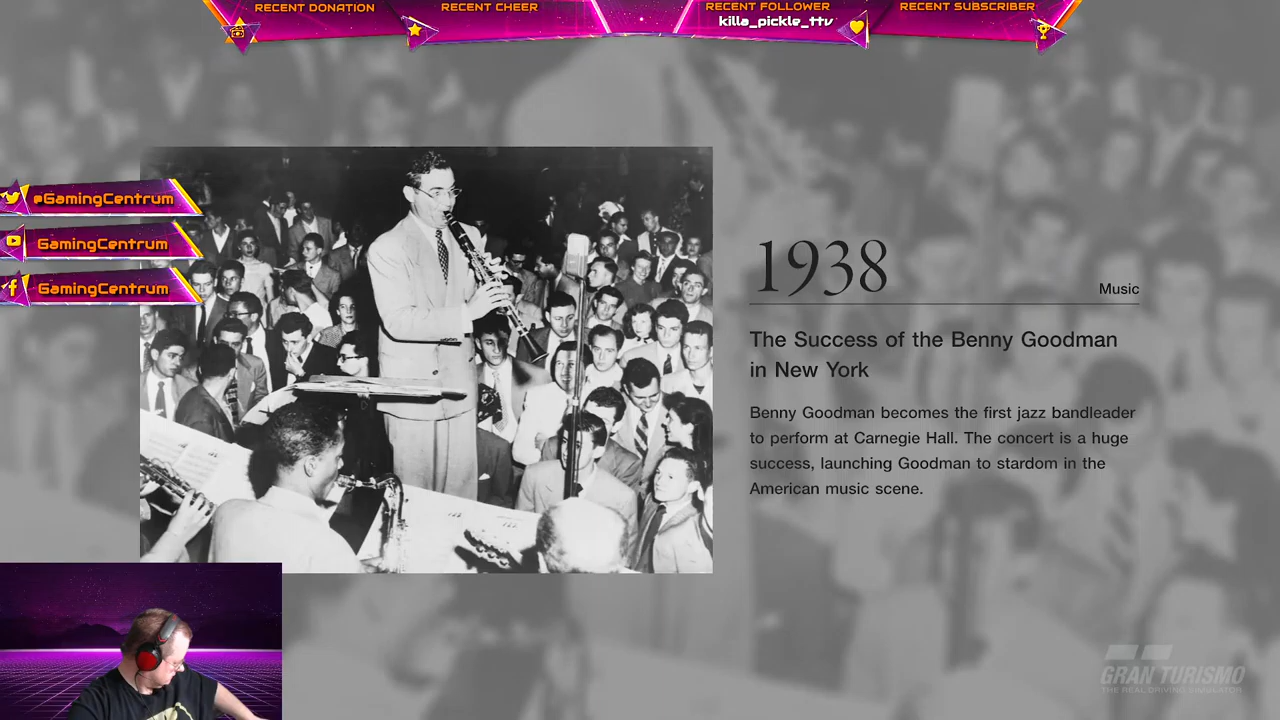 RECENT DONATION
RECENT CHEER
RECENT FOLLOWER
killa_pickle_ttv
RECENT SUBSCRIBER
@GamingCentrum
GamingCentrum
GamingCentrum
1938
Music
The Success of the Benny Goodman
in New York
Benny Goodman becomes the first jazz bandleader
to perform at Carnegie Hall. The concert is a huge
success, launching Goodman to stardom in the
American music scene.
GRAN TURISMO
THE REAL DRIVING SIMULATOR